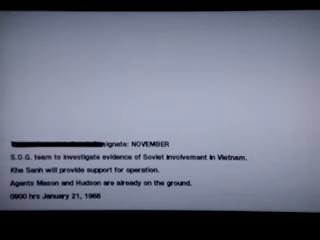 signate: NOVEMBER
S.O.G. team to investigate evidence of Soviet involvement in Vietnam.
Khe Sanh will provide support for operation.
Agents Mason and Hudson are already on the ground.
0900 hrs January 21, 1968